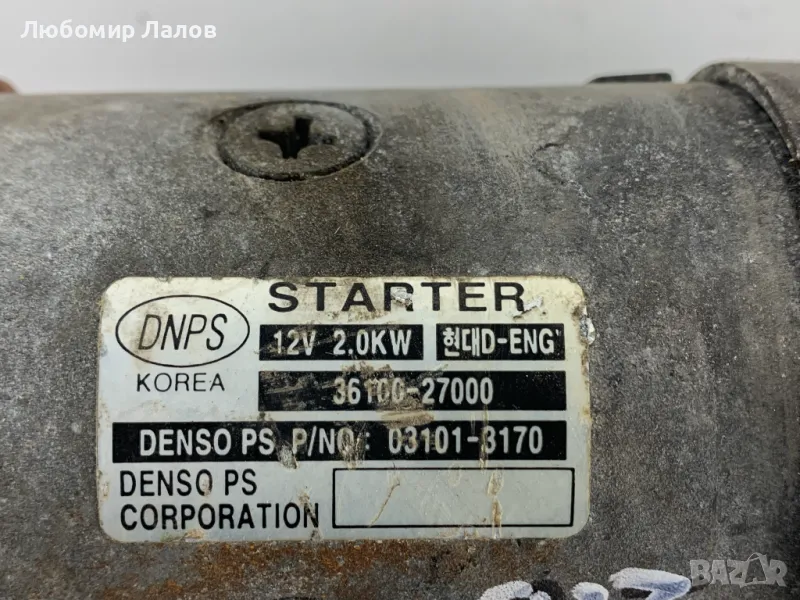 Любомир Лалов
STARTER
DNPS
12V 2.0KW
현대D-ENG'
KOREA
36100-27000
DENSO PS P/NO : 03101-3170
DENSO PS
CORPORATION
BAZAR